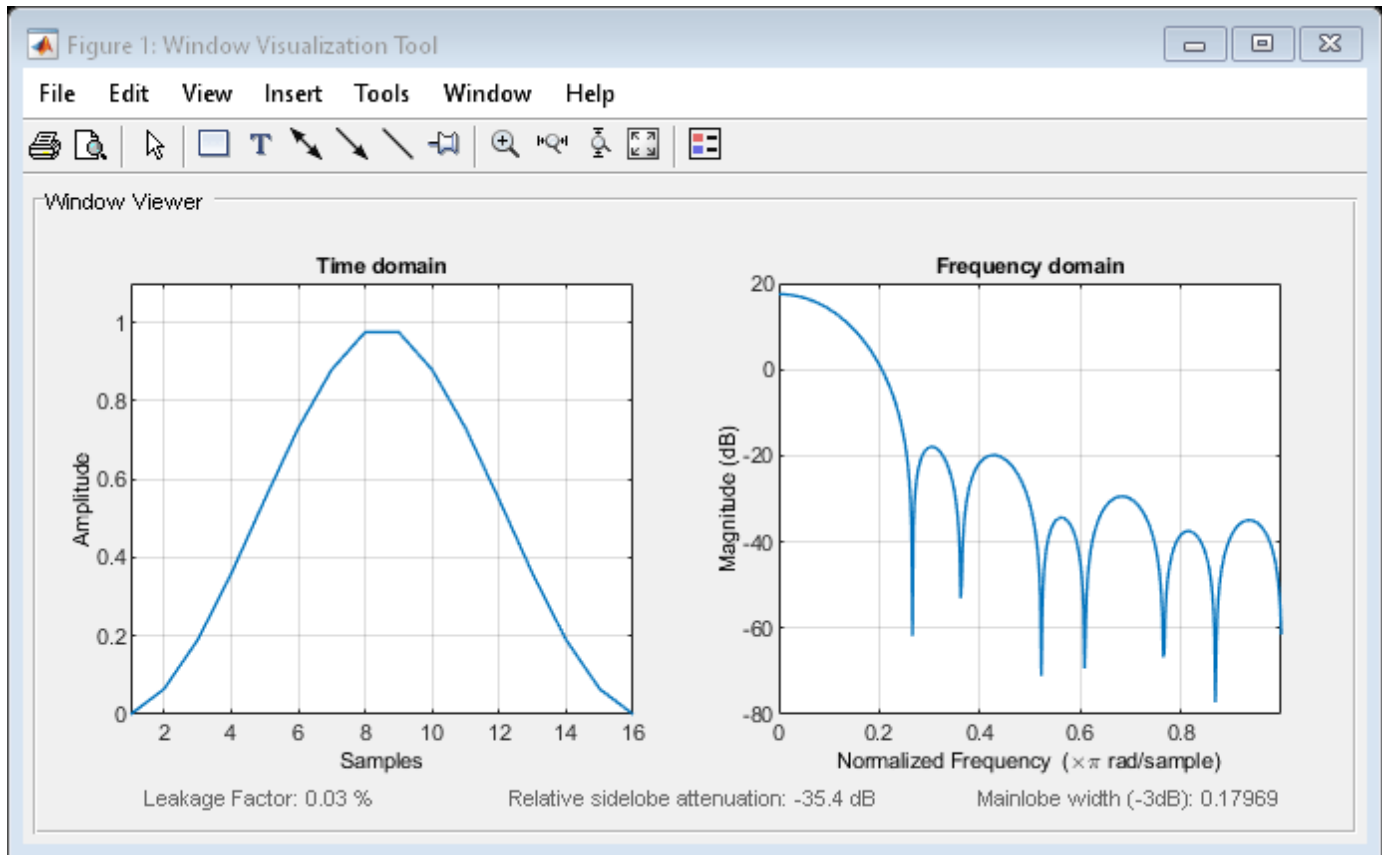 Figure 1: Window Visualization Tool
File Edit View Insert Tools Window Help
T
Window Viewer
Time domain
1
0.8
0.6
0.4
0.2
0
Amplitude
2 4 6 8 10 12 14 16
Samples
Frequency domain
20
0
-20
-40
-60
-80
Magnitude (dB)
0 0.2 0.4 0.6 0.8
Normalized Frequency (×π rad/sample)
Leakage Factor: 0.03 %
Relative sidelobe attenuation: -35.4 dB
Mainlobe width (-3dB): 0.17969